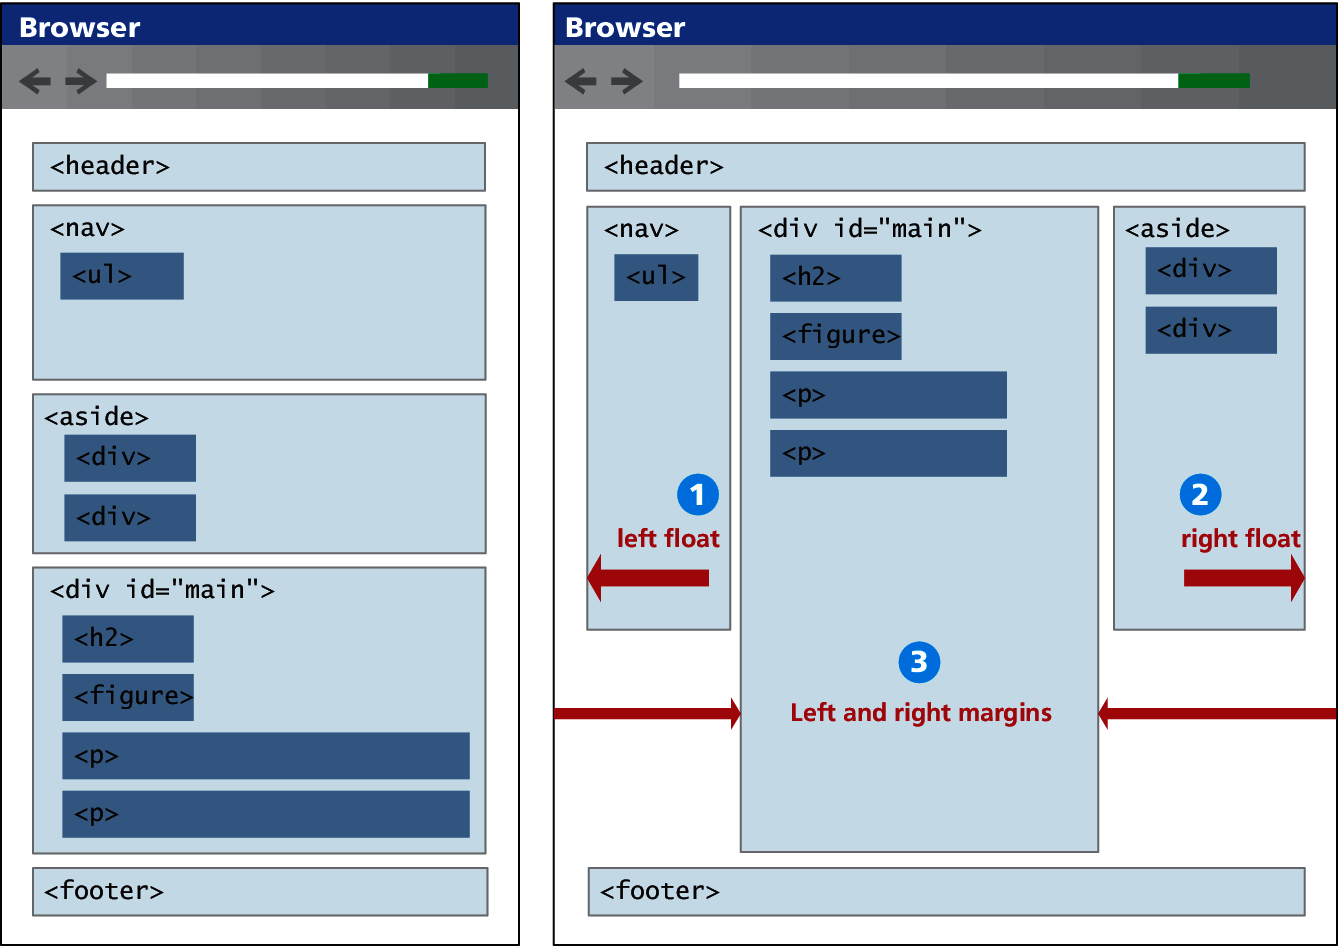 Browser
<header>
<nav>
<ul>
<aside>
<div>
<div>
<div id="main">
<h2>
<figure>
<p>
<p>
<footer>
Browser
<header>
<nav>
<ul>
1
left float
<div id="main">
<h2>
<figure>
<p>
<p>
3
Left and right margins
<aside>
<div>
<div>
2
right float
<footer>